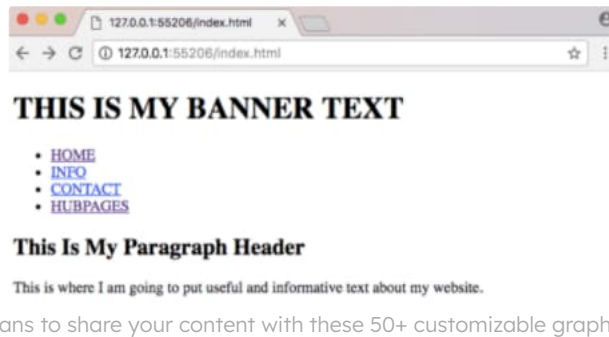 127.0.0.1:55206/index.html
127.0.0.1:55206/index.html
THIS IS MY BANNER TEXT
HOME
INFO
CONTACT
HUBPAGES
This Is My Paragraph Header
This is where I am going to put useful and informative text about my website.
ans to share your content with these 50+ customizable graph